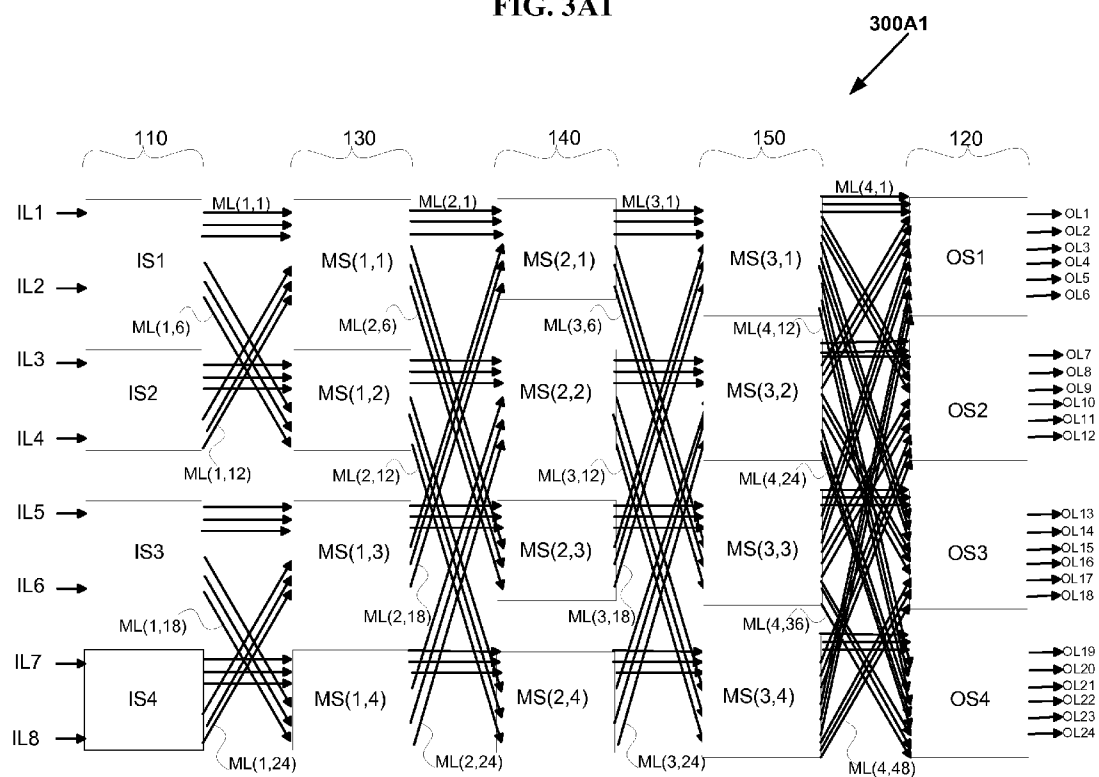 FIG. 3A1
300A1
110 130 140 150 120
ML(1,1) ML(2,1) ML(3,1) ML(4,1)
IL1
IL2
IL3
IL4
IL5
IL6
IL7
IL8
IS1
IS2
IS3
IS4
ML(1,6)
ML(1,12)
ML(1,18)
ML(1,24)
MS(1,1)
MS(1,2)
MS(1,3)
MS(1,4)
ML(2,6)
ML(2,12)
ML(2,18)
ML(2,24)
MS(2,1)
MS(2,2)
MS(2,3)
MS(2,4)
ML(3,6)
ML(3,12)
ML(3,18)
ML(3,24)
MS(3,1)
MS(3,2)
MS(3,3)
MS(3,4)
ML(4,12)
ML(4,24)
ML(4,36)
ML(4,48)
OS1
OS2
OS3
OS4
OL1
OL2
OL3
OL4
OL5
OL6
OL7
OL8
OL9
OL10
OL11
OL12
OL13
OL14
OL15
OL16
OL17
OL18
OL19
OL20
OL21
OL22
OL23
OL24